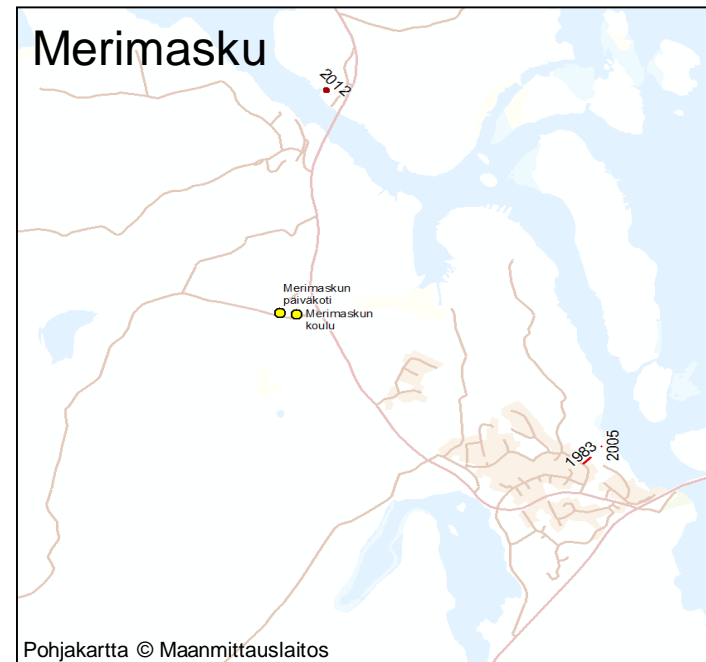 Merimasku
2012
Merimaskun
päiväkoti
Merimaskun
koulu
1983
2005
Pohjakartta © Maanmittauslaitos